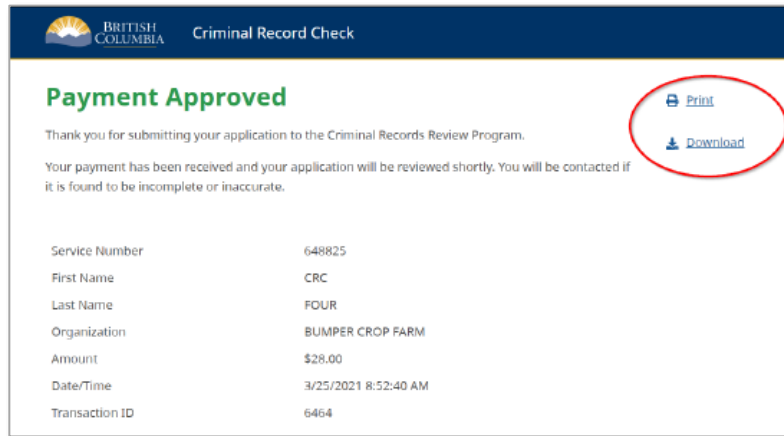 BRITISH
COLUMBIA
Criminal Record Check
Payment Approved
Print
Thank you for submitting your application to the Criminal Records Review Program.
Download
Your payment has been received and your application will be reviewed shortly. You will be contacted if
it is found to be incomplete or inaccurate.
Service Number 648825
First Name CRC
Last Name FOUR
Organization BUMPER CROP FARM
Amount $28.00
Date/Time 3/25/2021 8:52:40 AM
Transaction ID 6464